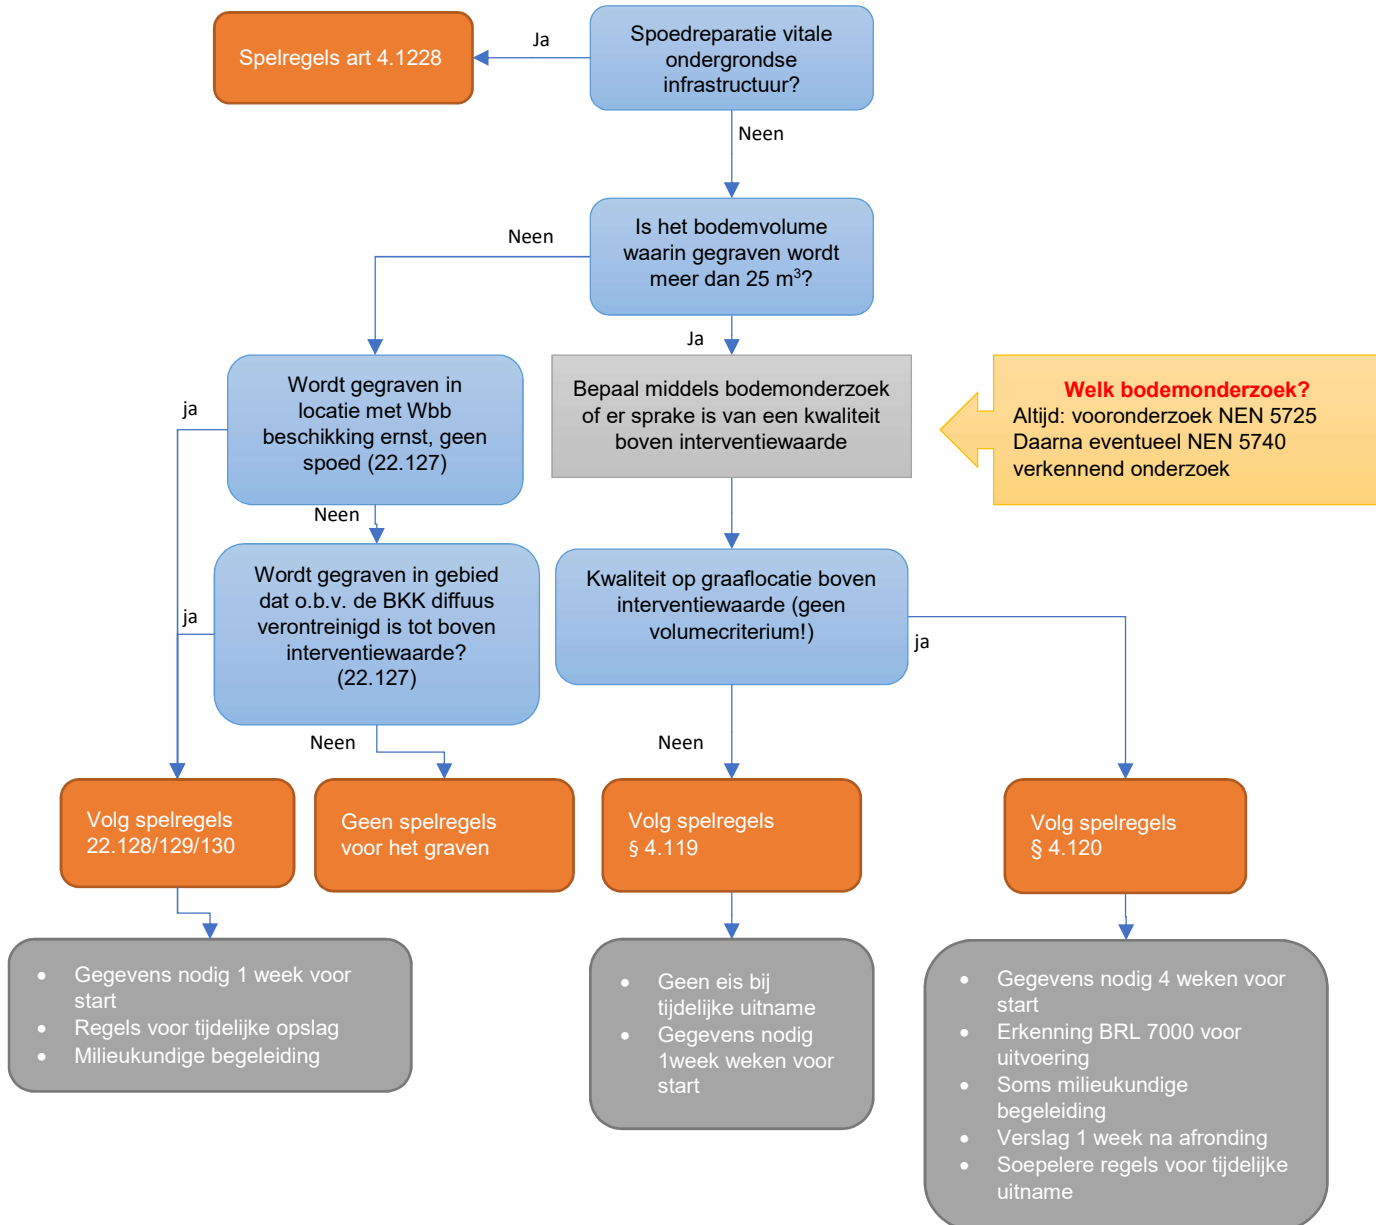 Spelregels art 4.1228
Ja
Spoedreparatie vitale
ondergrondse
infrastructuur?
Neen
Is het bodemvolume
waarin gegraven wordt
meer dan 25 m³?
Neen
Ja
Wordt gegraven in
locatie met Wbb
beschikking ernst, geen
spoed (22.127)
ja
Neen
Bepaal middels bodemonderzoek
of er sprake is van een kwaliteit
boven interventiewaarde
Welk bodemonderzoek?
Altijd: vooronderzoek NEN 5725
Daarna eventueel NEN 5740
verkennend onderzoek
Wordt gegraven in gebied
dat o.b.v. de BKK diffuus
verontreinigd is tot boven
interventiewaarde?
(22.127)
ja
Neen
Kwaliteit op graaflocatie boven
interventiewaarde (geen
volumecriterium!)
ja
Neen
Volg spelregels
22.128/129/130
Geen spelregels
voor het graven
Volg spelregels
§ 4.119
Volg spelregels
§ 4.120
• Gegevens nodig 1 week voor
start
• Regels voor tijdelijke opslag
• Milieukundige begeleiding
• Geen eis bij
tijdelijke uitname
• Gegevens nodig
1week weken voor
start
• Gegevens nodig 4 weken voor
start
• Erkenning BRL 7000 voor
uitvoering
• Soms milieukundige
begeleiding
• Verslag 1 week na afronding
• Soepelere regels voor tijdelijke
uitname